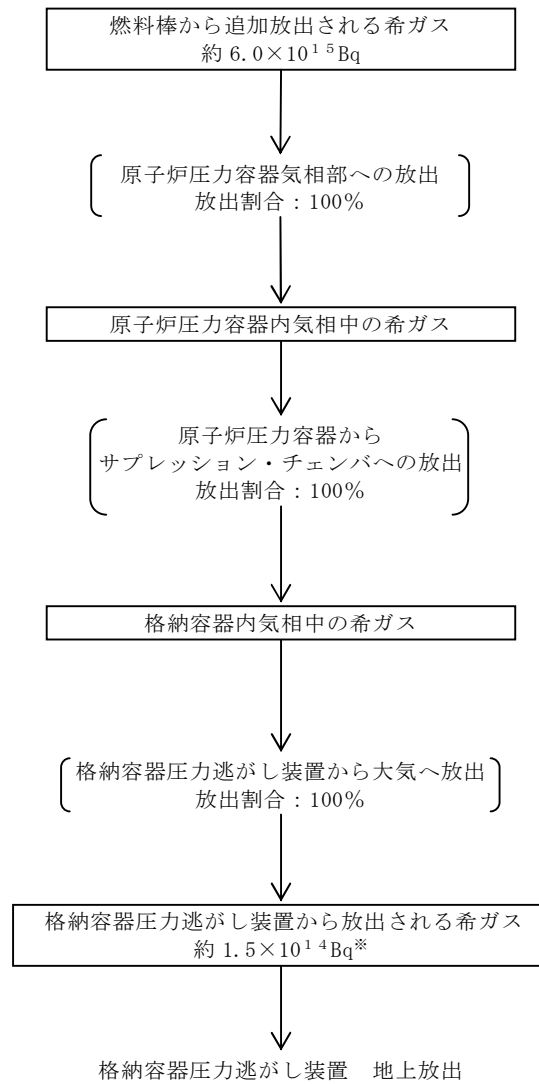 燃料棒から追加放出される希ガス
約 6.0×10¹⁵Bq
原子炉圧力容器気相部への放出
放出割合：100％
原子炉圧力容器内気相中の希ガス
原子炉圧力容器から
サプレッション・チェンバへの放出
放出割合：100％
格納容器内気相中の希ガス
格納容器圧力逃がし装置から大気へ放出
放出割合：100％
格納容器圧力逃がし装置から放出される希ガス
約 1.5×10¹⁴Bq※
格納容器圧力逃がし装置　地上放出